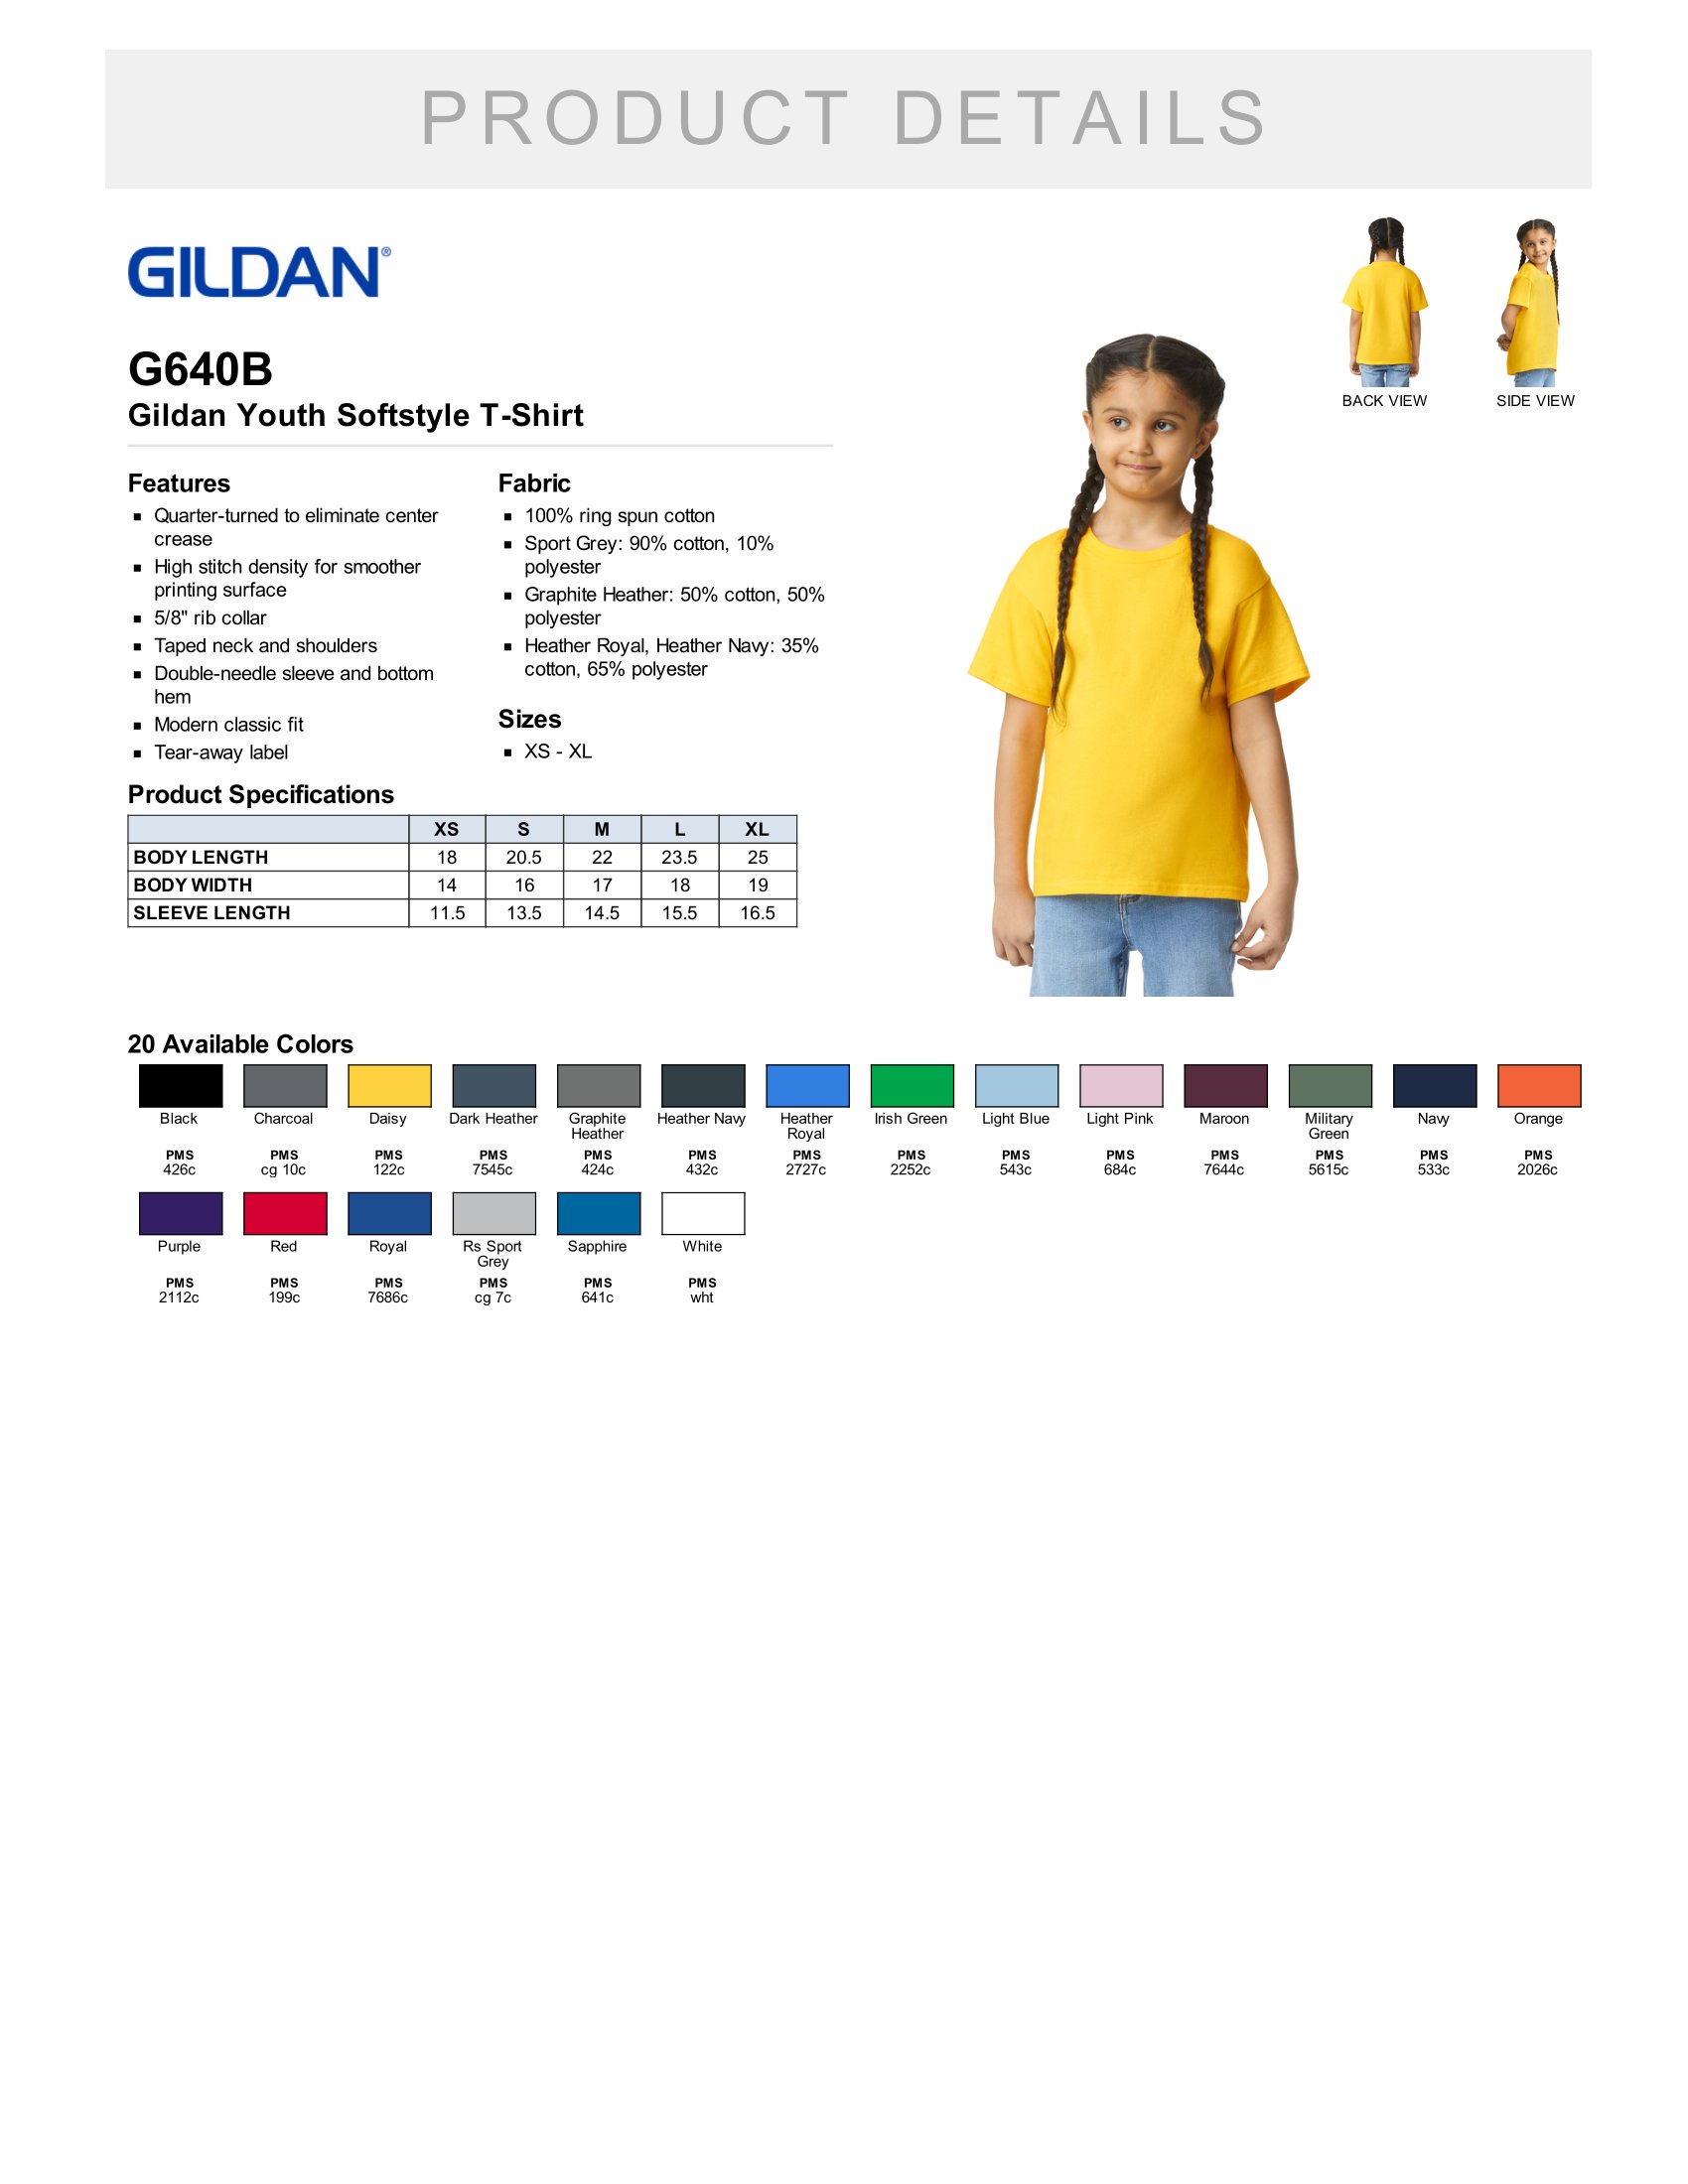 PRODUCT DETAILS
GILDAN®
BACK VIEW
SIDE VIEW
G640B
Gildan Youth Softstyle T-Shirt
Features
▪ Quarter-turned to eliminate center
crease
▪ High stitch density for smoother
printing surface
▪ 5/8" rib collar
▪ Taped neck and shoulders
▪ Double-needle sleeve and bottom
hem
▪ Modern classic fit
▪ Tear-away label
Fabric
▪ 100% ring spun cotton
▪ Sport Grey: 90% cotton, 10%
polyester
▪ Graphite Heather: 50% cotton, 50%
polyester
▪ Heather Royal, Heather Navy: 35%
cotton, 65% polyester
Sizes
▪ XS - XL
Product Specifications
XS S M L XL
BODY LENGTH 18 20.5 22 23.5 25
BODY WIDTH 14 16 17 18 19
SLEEVE LENGTH 11.5 13.5 14.5 15.5 16.5
20 Available Colors
Black Charcoal Daisy Dark Heather Graphite Heather Navy Heather Irish Green Light Blue Light Pink Maroon Military Navy Orange
Heather Royal Green
PMS PMS PMS PMS PMS PMS PMS PMS PMS PMS PMS PMS PMS PMS
426c cg 10c 122c 7545c 424c 432c 2727c 2252c 543c 684c 7644c 5615c 533c 2026c
Purple Red Royal Rs Sport Sapphire White
Grey
PMS PMS PMS PMS PMS PMS
2112c 199c 7686c cg 7c 641c wht